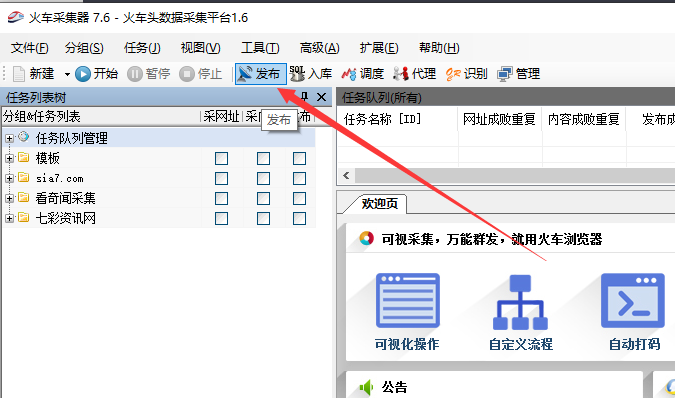 火车采集器 7.6 - 火车头数据采集平台1.6
文件(F) 分组(S) 任务(J) 视图(V) 工具(T) 高级(A) 扩展(E) 帮助(H)
新建 开始 暂停 停止 发布 SQL 入库 调度 代理 识别 管理
任务列表树
任务队列(所有)
分组&任务列表 采网址 采 布
发布
任务名称 [ID] 网址成败重复 内容成败重复 发布成
任务队列管理
模板
sia7.com
看奇闻采集
七彩资讯网
欢迎页
可视采集，万能群发，就用火车浏览器
可视化操作 自定义流程 自动打码
公告